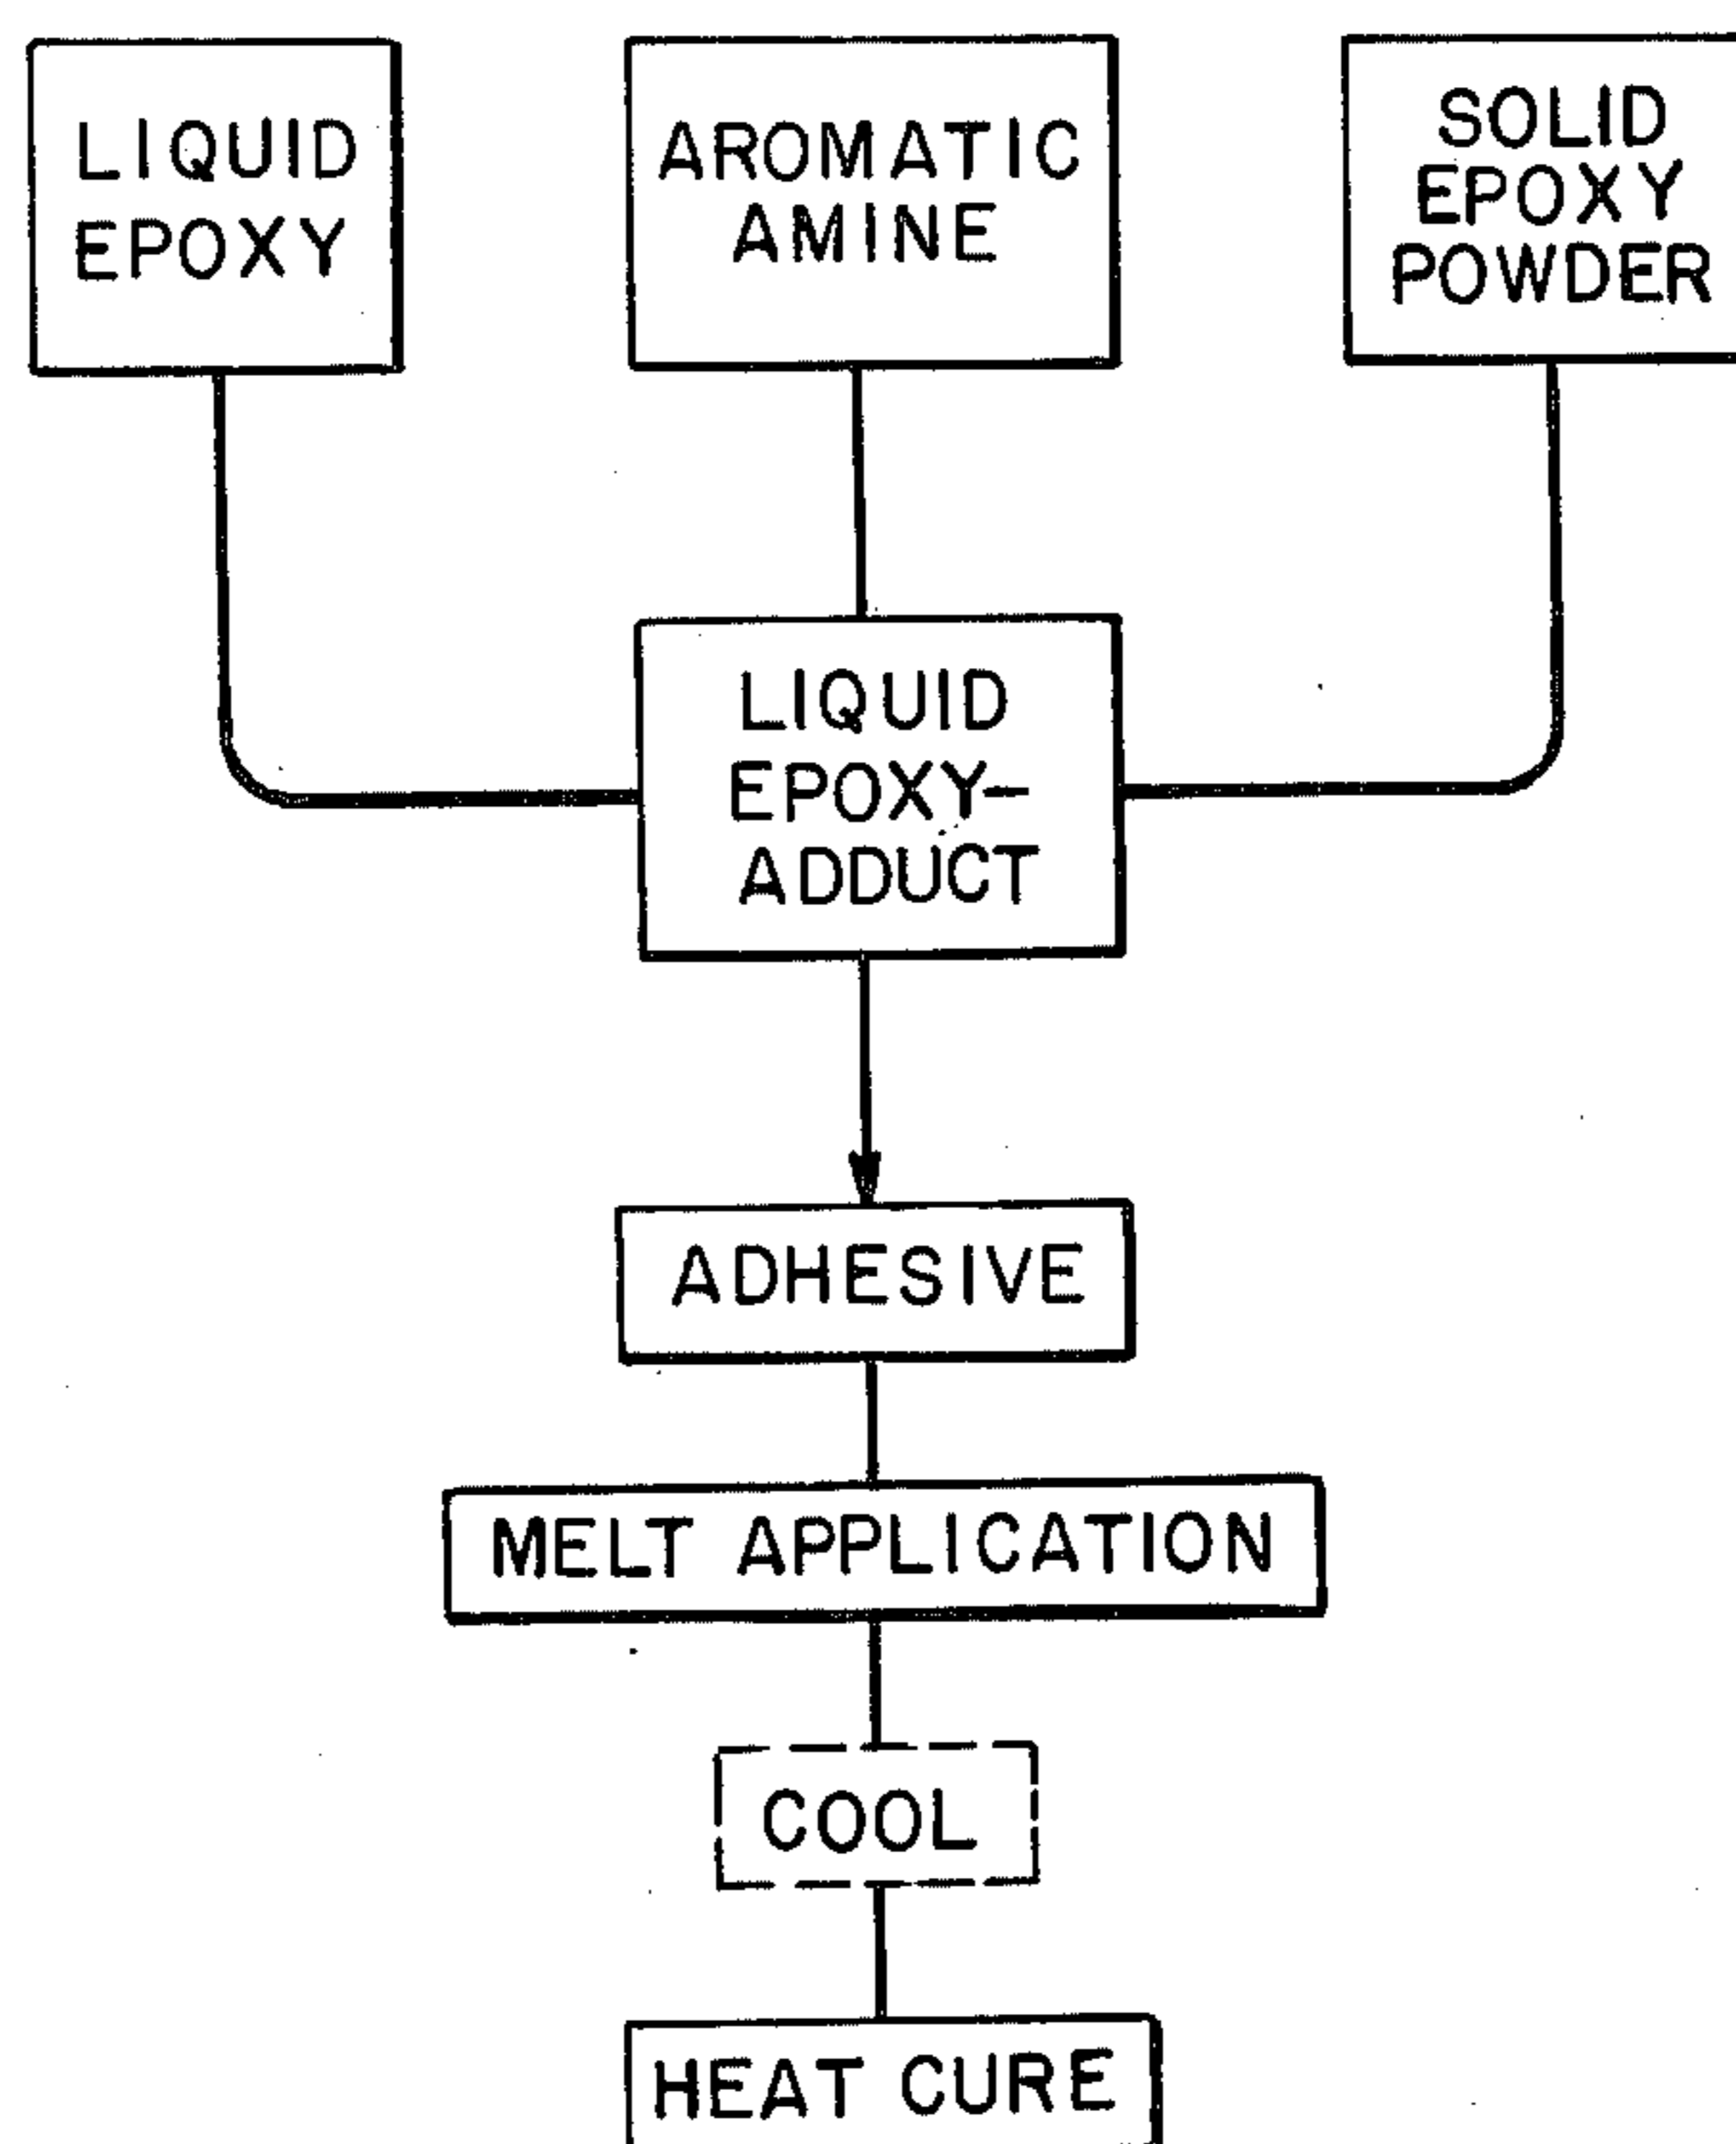 LIQUID
EPOXY
AROMATIC
AMINE
SOLID
EPOXY
POWDER
LIQUID
EPOXY-
ADDUCT
ADHESIVE
MELT APPLICATION
COOL
HEAT CURE